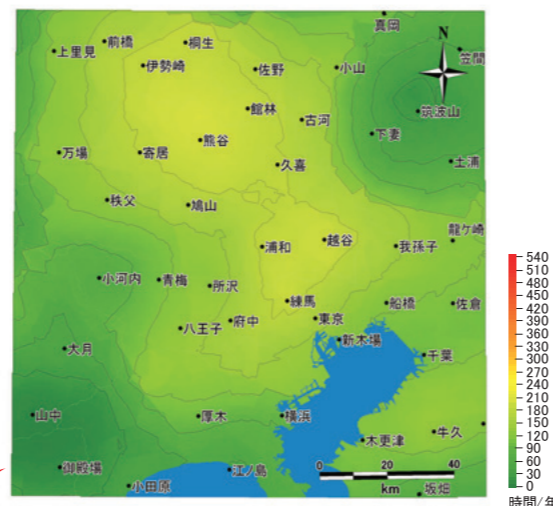 真岡
N
上里見
前橋
桐生
笠間
伊勢崎
佐野
小山
館林
古河
筑波山
下妻
熊谷
万場
寄居
久喜
土浦
秩父
鳩山
龍ケ崎
浦和
越谷
我孫子
小河内
青梅
所沢
練馬
船橋
佐倉
八王子
府中
東京
新木場
大月
千葉
山中
厚木
横浜
牛久
木更津
御殿場
江ノ島
小田原
坂畑
0 20 40
km
540
510
480
450
420
390
360
330
300
270
240
210
180
150
120
90
60
30
0
時間/年